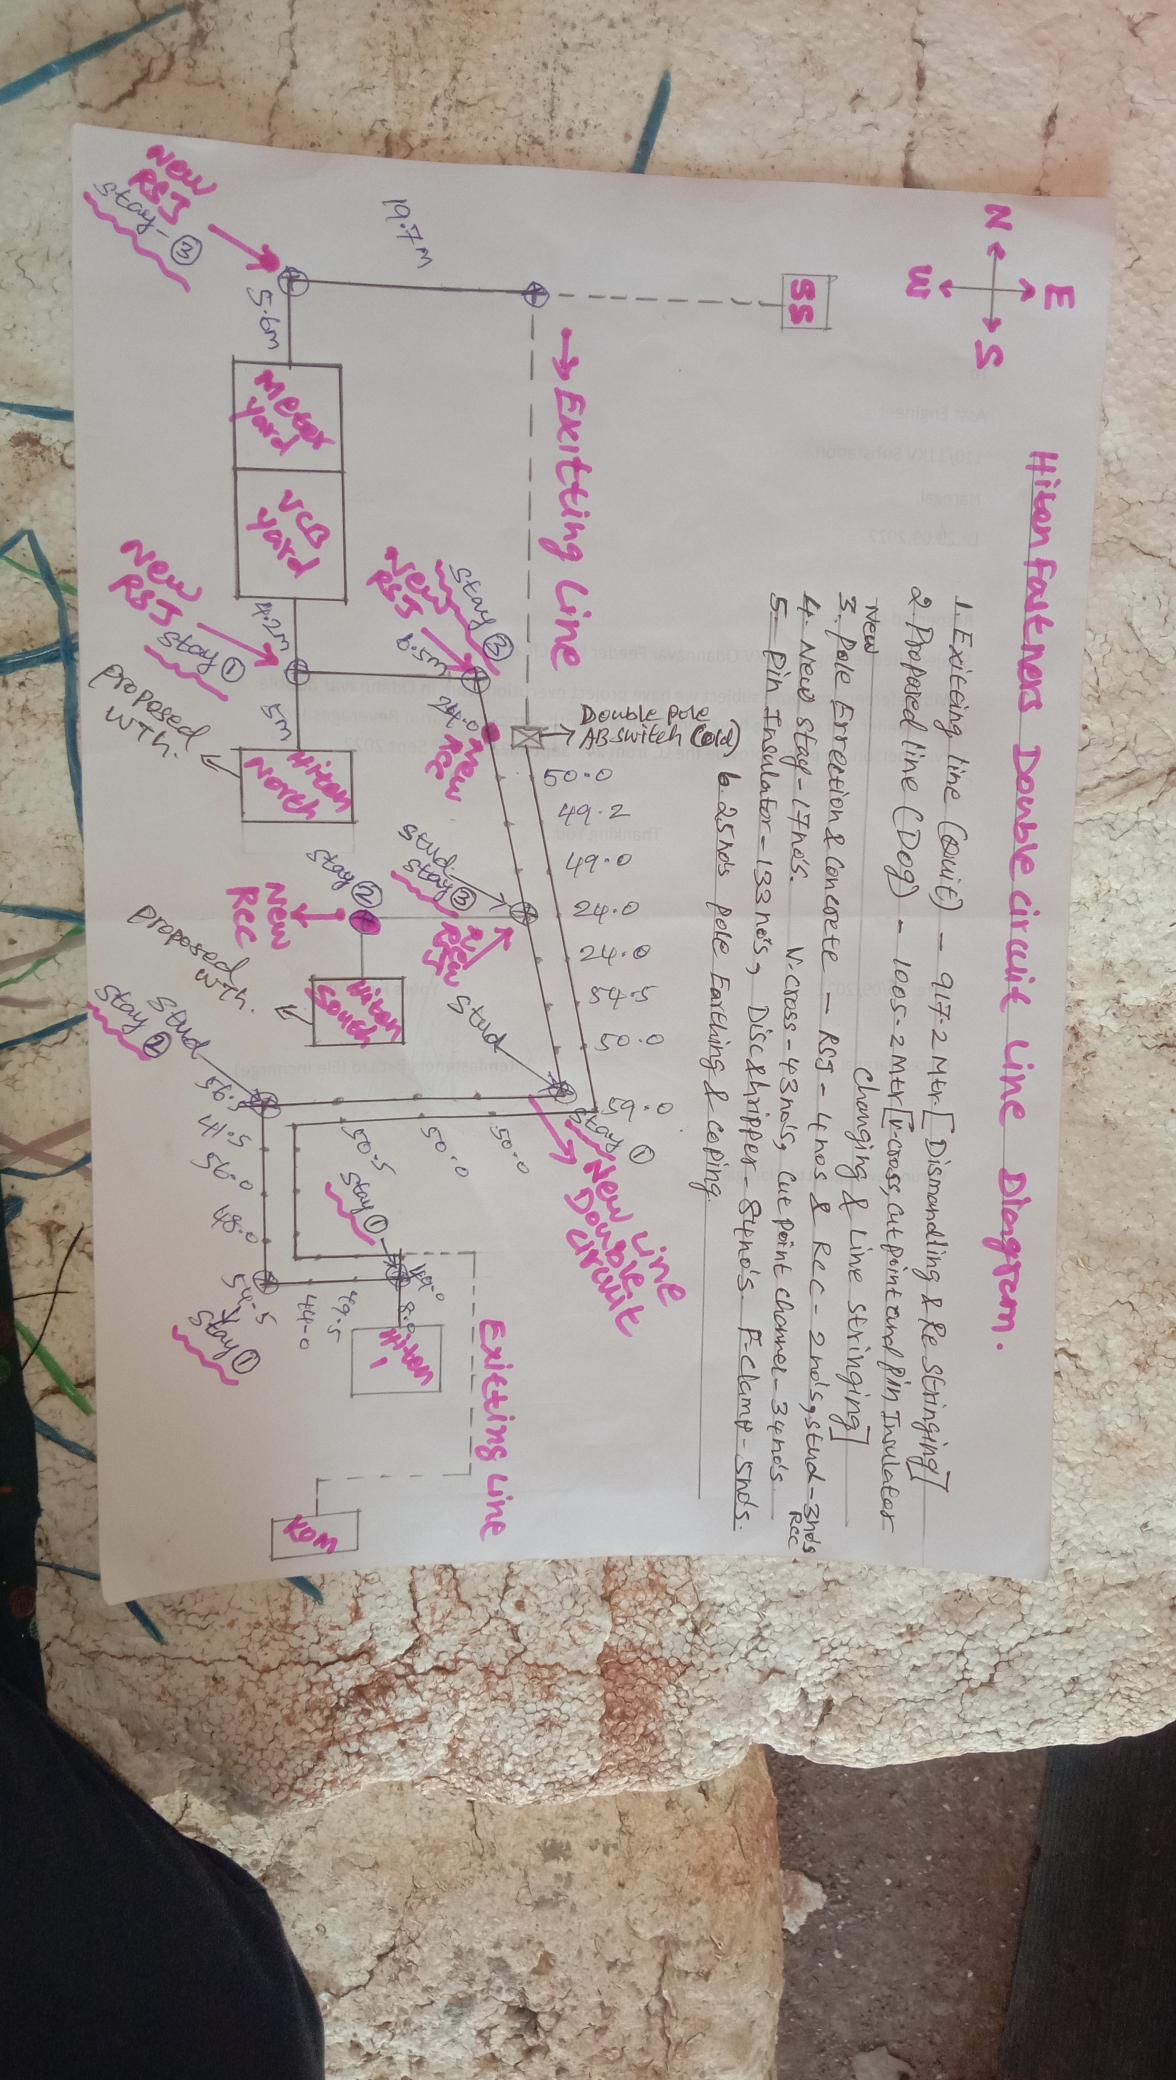 E
N S
W
Hiten Fastners Double circuit Line Diagram.
1. Exitting line (Quit) - 917.2 Mtr. [Dismandling & Re stringing]
2. Proposed line (Dog) - 1005.2 Mtr [V-cross, cut point and Pin Insulator
changing & Line stringing]
New
3. Pole Errection & Concrete - RSJ - 4nos & Rcc - 2no's, stud - 3no's
Rcc
4. New stay - 17no's. V-cross - 43no's, cut point channel - 34no's
5. Pin Insulator - 133no's, Disc & hripper - 84no's. F-clamp - 5no's.
6. 25no's pole Earthing & coping.
SS
Double pole
AB switch (old)
→ Exitting Line
50.0
49.2
49.0
24.0
24.0
54.5
50.0
59.0
Stay ①
New Line
Double
circuit
Stay ③
New
RSJ
6.5m
24.0
New
Rcc
Stud
Stay ③
Stud
50.0
50.0
50.5
Exitting Line
Stay ①
49.0
8.0
Hiten
1
49.5
44-0
Kom
19.7m
5.6m
Meter
Yard
VCB
Yard
4.2m
5m
Hiten
North
Stay ②
Hiten
South
New
Rcc
New
RSJ
Stay - ③
New
RSJ
Stay ①
Proposed
WTh.
Proposed
WTh.
Stud
Stay ②
56.5
41.5
56.0
48.0
54.5
Stay ①